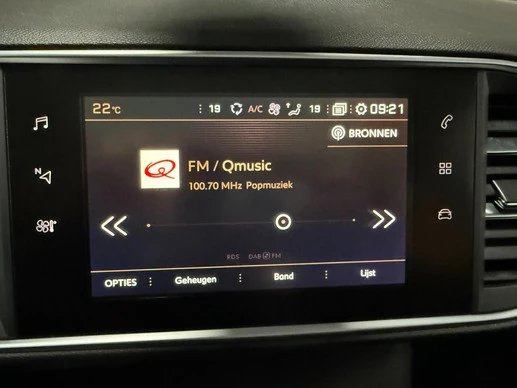 22°C 19 A/C 19 09:21
BRONNEN
FM / Qmusic
100.70 MHz Popmuziek
N
RDS DAB FM
OPTIES Geheugen Band Lijst